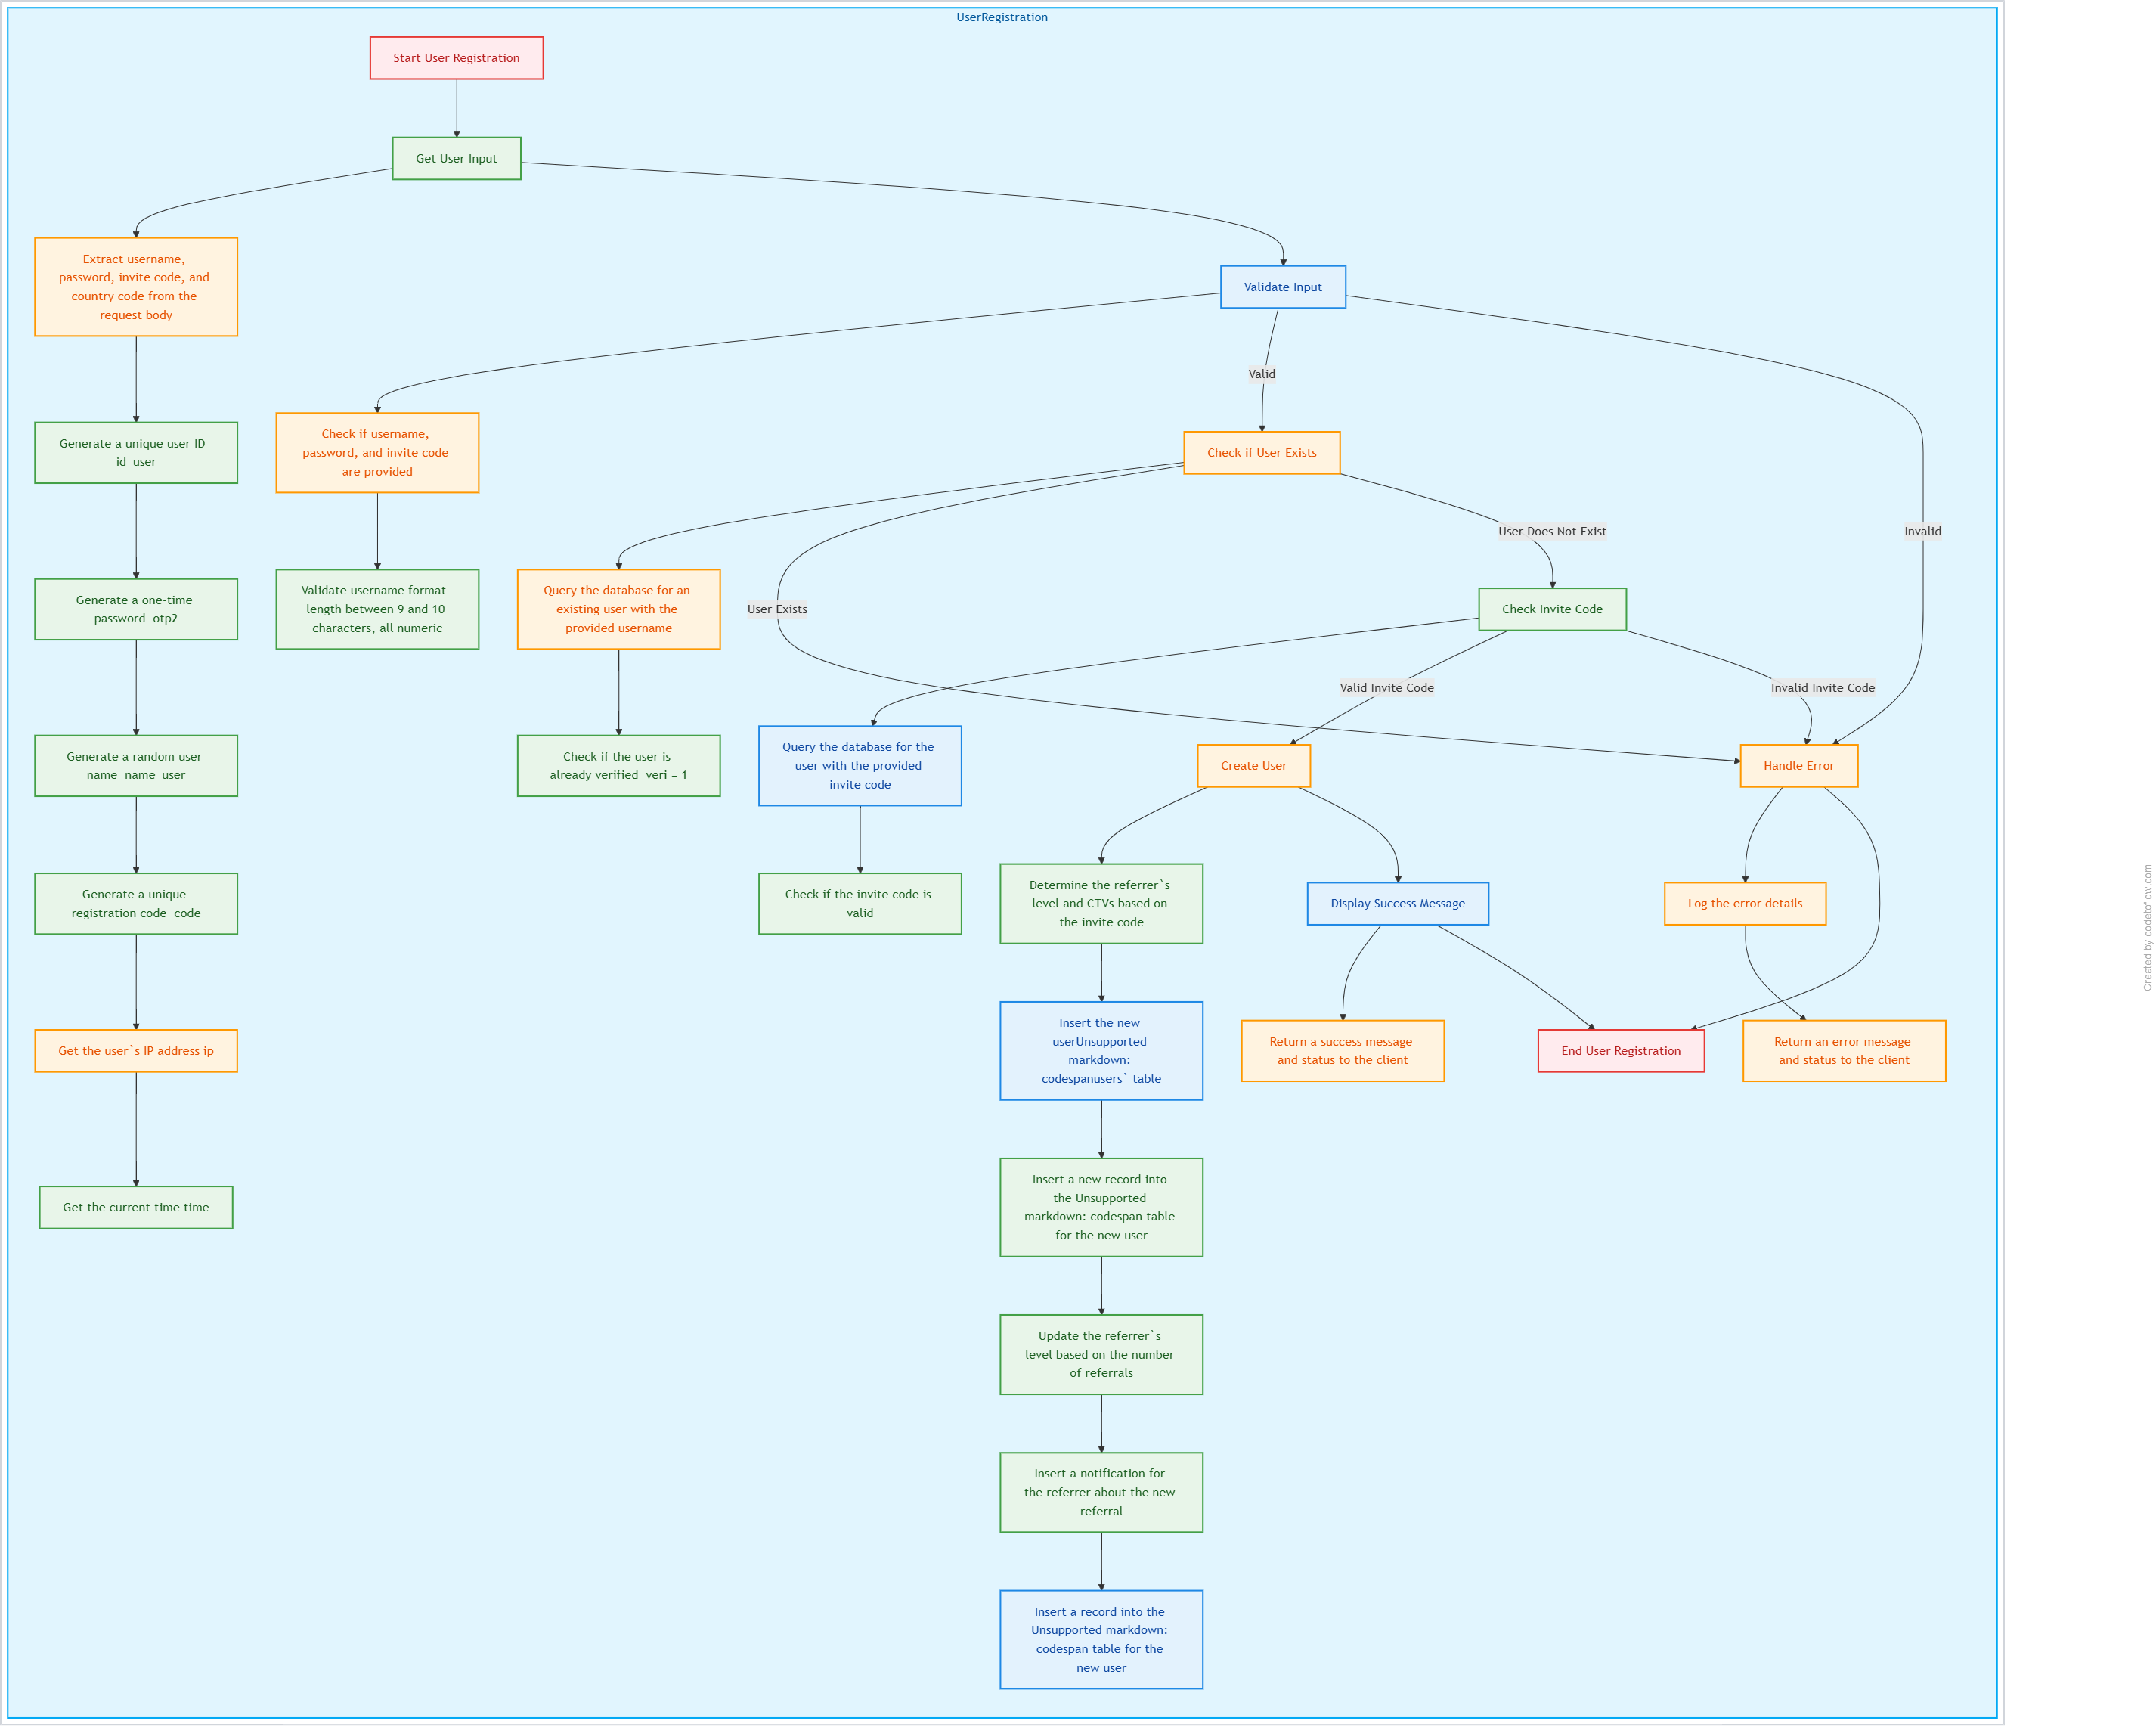 UserRegistration
Start User Registration
Get User Input
Extract username,
password, invite code, and
country code from the
request body
Validate Input
Valid
Generate a unique user ID
id_user
Check if username,
password, and invite code
are provided
Check if User Exists
User Does Not Exist
Invalid
Generate a one-time
password otp2
Validate username format
length between 9 and 10
characters, all numeric
Query the database for an
existing user with the
provided username
User Exists
Check Invite Code
Valid Invite Code
Invalid Invite Code
Generate a random user
name name_user
Check if the user is
already verified veri = 1
Query the database for the
user with the provided
invite code
Create User
Handle Error
Generate a unique
registration code code
Check if the invite code is
valid
Determine the referrer`s
level and CTVs based on
the invite code
Display Success Message
Log the error details
Get the user`s IP address ip
Insert the new
userUnsupported
markdown:
codespanusers` table
Return a success message
and status to the client
End User Registration
Return an error message
and status to the client
Get the current time time
Insert a new record into
the Unsupported
markdown: codespan table
for the new user
Update the referrer`s
level based on the number
of referrals
Insert a notification for
the referrer about the new
referral
Insert a record into the
Unsupported markdown:
codespan table for the
new user
Created by codetoflow.com